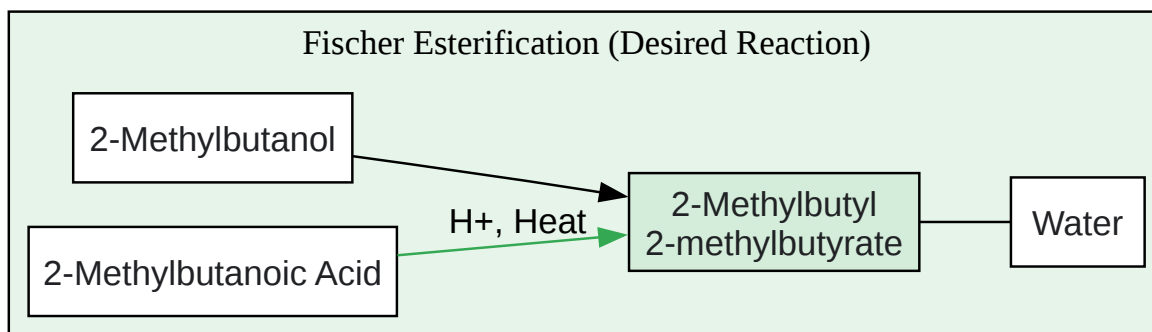 Fischer Esterification (Desired Reaction)
2-Methylbutanol
H+, Heat
2-Methylbutanoic Acid
2-Methylbutyl
2-methylbutyrate
Water